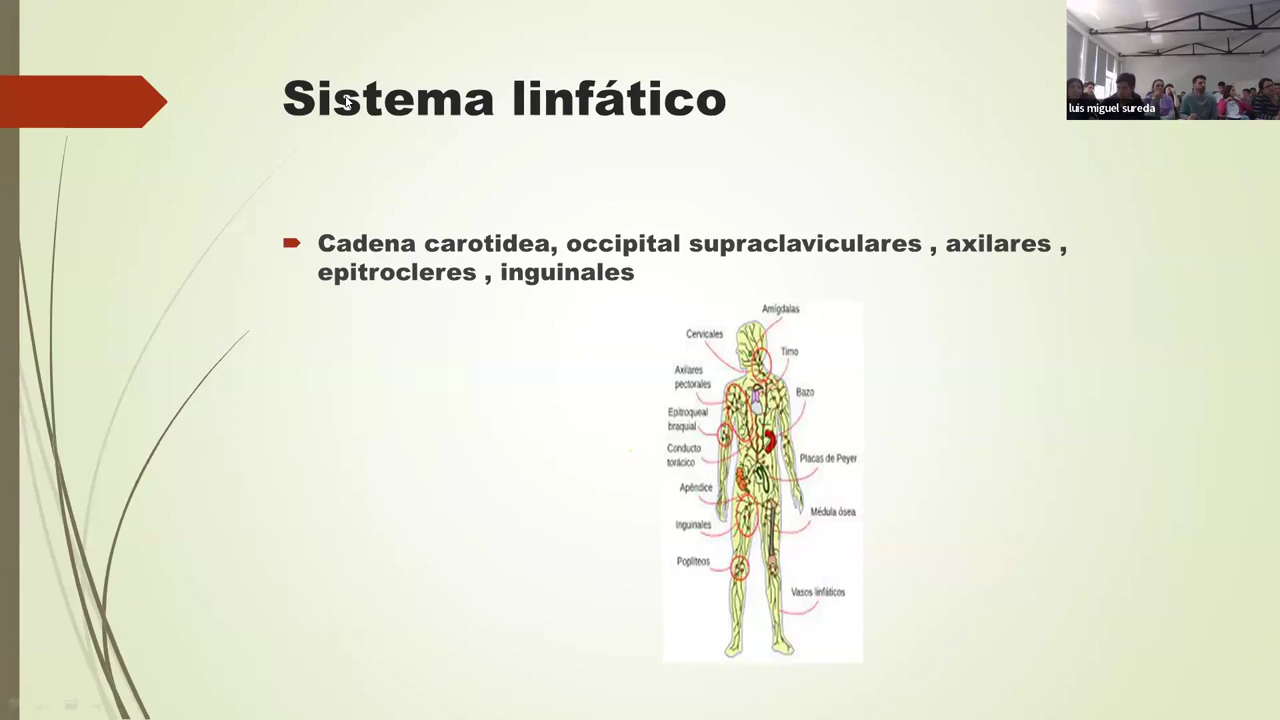 Sistema linfático
luis miguel sureda
Cadena carotidea, occipital supraclaviculares , axilares ,
epitrocleres , inguinales
Amígdalas
Cervicales
Timo
Axilares
pectorales
Bazo
Epitroqueal
braquial
Conducto
torácico
Placas de Peyer
Apéndice
Médula ósea
Inguinales
Poplíteos
Vasos linfáticos